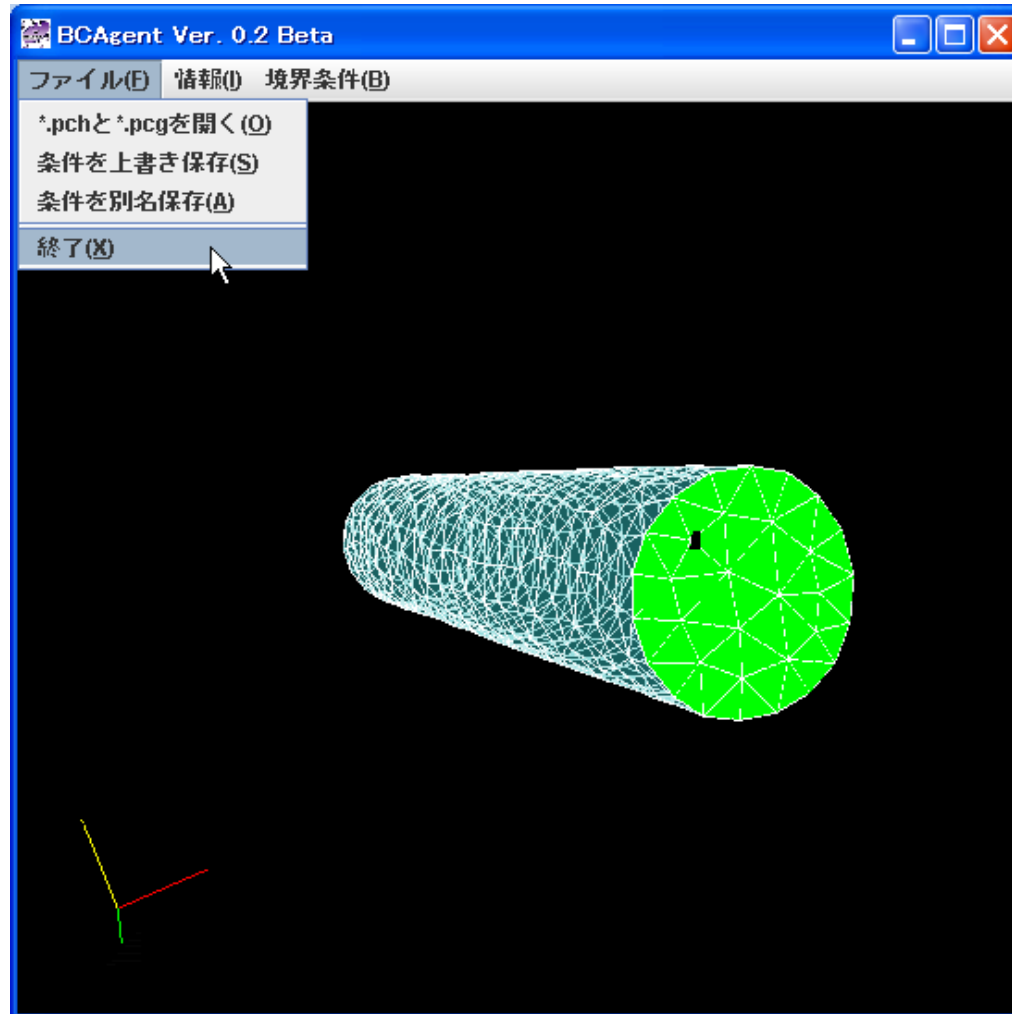 BCAgent Ver. 0.2 Beta
ファイル(F) 情報(I) 境界条件(B)
*.pchと*.pcgを開く(O)
条件を上書き保存(S)
条件を別名保存(A)
終了(X)